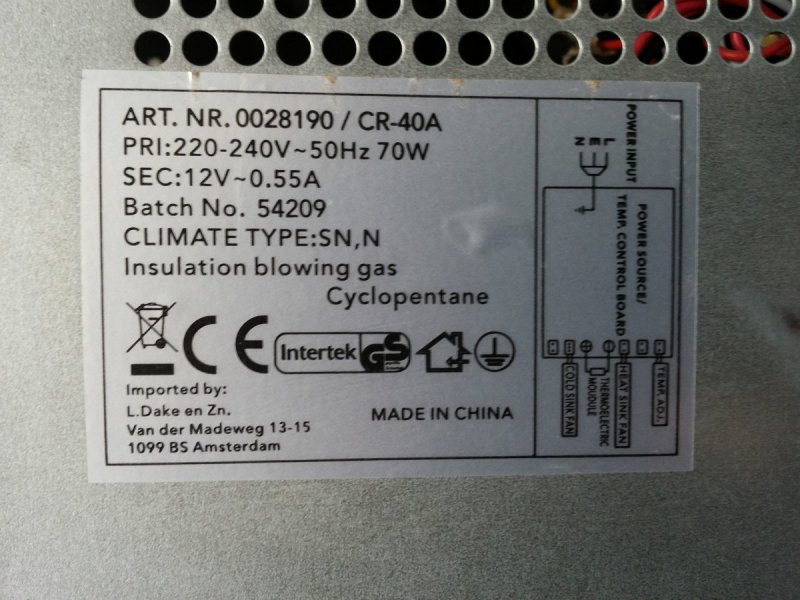 ART. NR. 0028190 / CR-40A
PRI:220-240V~50Hz 70W
SEC:12V~0.55A
Batch No. 54209
CLIMATE TYPE:SN,N
Insulation blowing gas
Cyclopentane
CE
Intertek GS
Imported by:
L.Dake en Zn.
Van der Madeweg 13-15
1099 BS Amsterdam
MADE IN CHINA
POWER INPUT
L
E
N
POWER SOURCE/
TEMP. CONTROL BOARD
TEMP. ADJ.
HEAT SINK FAN
THERMOELECTRIC
MOUDULE
COLD SINK FAN